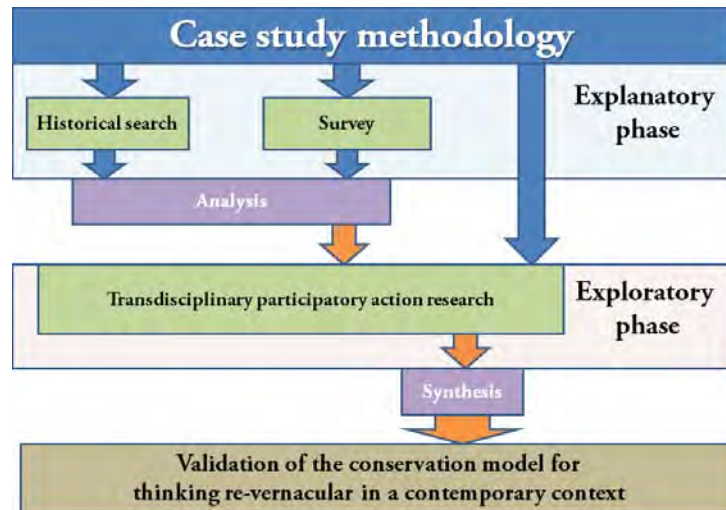 Case study methodology
Explanatory
phase
Historical search
Survey
Analysis
Transdisciplinary participatory action research
Exploratory
phase
Synthesis
Validation of the conservation model for
thinking re-vernacular in a contemporary context